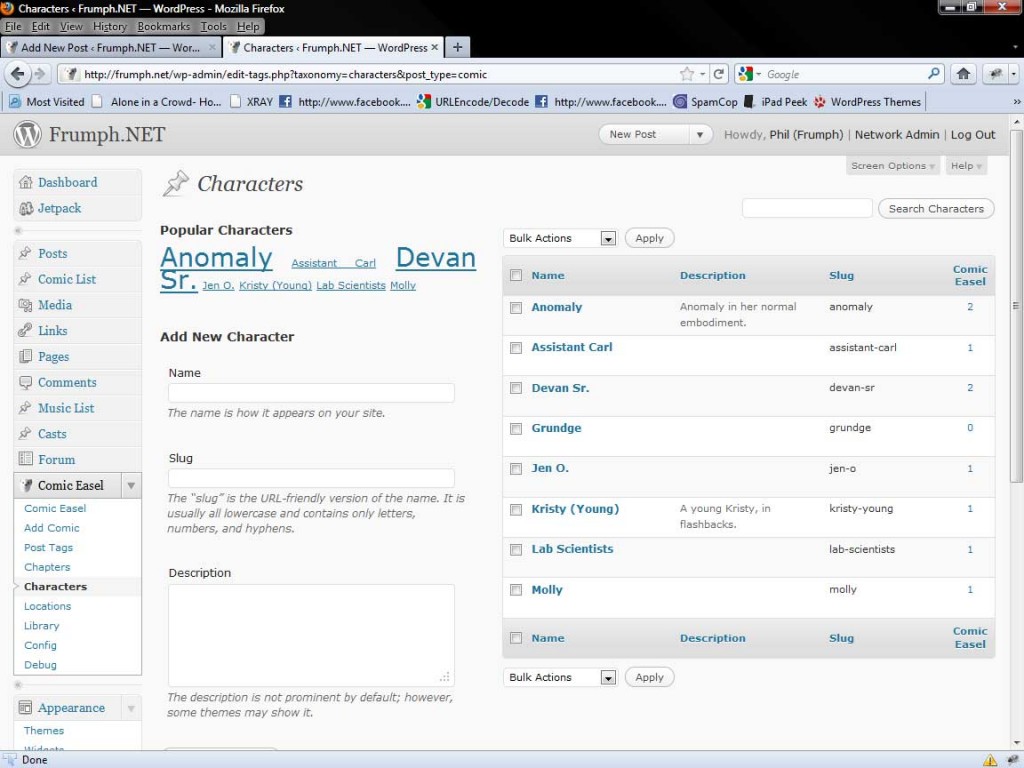 Characters ‹ Frumph.NET — WordPress - Mozilla Firefox
File Edit View History Bookmarks Tools Help
Add New Post ‹ Frumph.NET — Wor... Characters ‹ Frumph.NET — WordPress
http://frumph.net/wp-admin/edit-tags.php?taxonomy=characters&post_type=comic
Google
Most Visited Alone in a Crowd- Ho... XRAY http://www.facebook.... URLEncode/Decode http://www.facebook.... SpamCop iPad Peek WordPress Themes
Frumph.NET
New Post
Howdy, Phil (Frumph) | Network Admin | Log Out
Screen Options Help
Dashboard
Jetpack
Posts
Comic List
Media
Links
Pages
Comments
Music List
Casts
Forum
Comic Easel
Comic Easel
Add Comic
Post Tags
Chapters
Characters
Locations
Library
Config
Debug
Appearance
Themes
Widgets
Characters
Popular Characters
Anomaly Assistant Carl Devan
Sr. Jen O. Kristy (Young) Lab Scientists Molly
Add New Character
Name
The name is how it appears on your site.
Slug
The “slug” is the URL-friendly version of the name. It is
usually all lowercase and contains only letters,
numbers, and hyphens.
Description
The description is not prominent by default; however,
some themes may show it.
Search Characters
Bulk Actions Apply
Name Description Slug Comic
Easel
Anomaly Anomaly in her normal anomaly 2
embodiment.
Assistant Carl assistant-carl 1
Devan Sr. devan-sr 2
Grundge grundge 0
Jen O. jen-o 1
Kristy (Young) A young Kristy, in kristy-young 1
flashbacks.
Lab Scientists lab-scientists 1
Molly molly 1
Name Description Slug Comic
Easel
Bulk Actions Apply
Done